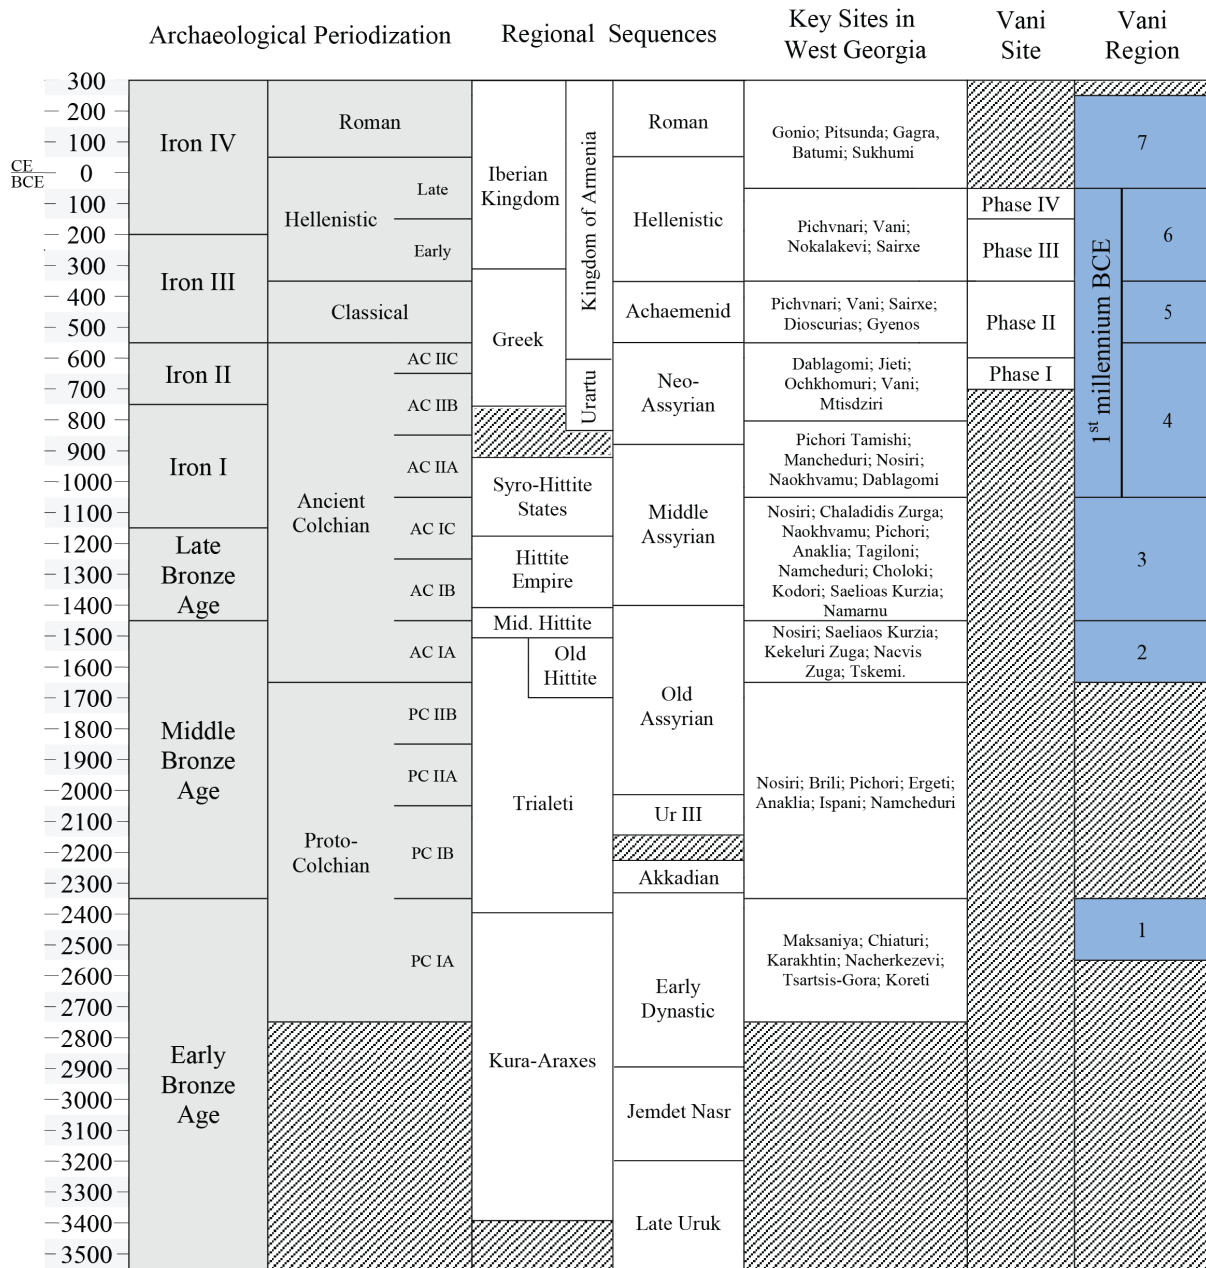 Archaeological Periodization
Regional Sequences
Key Sites in
West Georgia
Vani
Site
Vani
Region
300
200
100
CE
BCE
0
100
200
300
400
500
600
700
800
900
1000
1100
1200
1300
1400
1500
1600
1700
1800
1900
2000
2100
2200
2300
2400
2500
2600
2700
2800
2900
3000
3100
3200
3300
3400
3500
Iron IV
Iron III
Iron II
Iron I
Late
Bronze
Age
Middle
Bronze
Age
Early
Bronze
Age
Roman
Hellenistic
Late
Early
Classical
Ancient
Colchian
AC IIC
AC IIB
AC IIA
AC IC
AC IB
AC IA
Proto-
Colchian
PC IIB
PC IIA
PC IB
PC IA
Iberian
Kingdom
Greek
Kingdom of Armenia
Urartu
Syro-Hittite
States
Hittite
Empire
Mid. Hittite
Old
Hittite
Trialeti
Kura-Araxes
Roman
Hellenistic
Achaemenid
Neo-
Assyrian
Middle
Assyrian
Old
Assyrian
Ur III
Akkadian
Early
Dynastic
Jemdet Nasr
Late Uruk
Gonio; Pitsunda; Gagra,
Batumi; Sukhumi
Pichvnari; Vani;
Nokalakevi; Sairxe
Pichvnari; Vani; Sairxe;
Dioscurias; Gyenos
Dablagomi; Jieti;
Ochkhomuri; Vani;
Mtisdziri
Pichori Tamishi;
Mancheduri; Nosiri;
Naokhvamu; Dablagomi
Nosiri; Chaladidis Zurga;
Naokhvamu; Pichori;
Anaklia; Tagiloni;
Namcheduri; Choloki;
Kodori; Saelioas Kurzia;
Namarnu
Nosiri; Saeliaos Kurzia;
Kekeluri Zuga; Nacvis
Zuga; Tskemi.
Nosiri; Brili; Pichori; Ergeti;
Anaklia; Ispani; Namcheduri
Maksaniya; Chiaturi;
Karakhtin; Nacherkezevi;
Tsartsis-Gora; Koreti
Phase IV
Phase III
Phase II
Phase I
7
1st millennium BCE
6
5
4
3
2
1